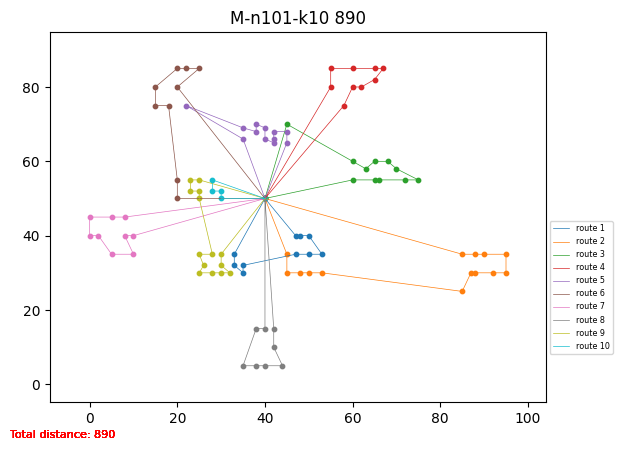 M-n101-k10 890
80
60
40
20
0
0
20
40
60
80
100
route 1
route 2
route 3
route 4
route 5
route 6
route 7
route 8
route 9
route 10
Total distance: 890